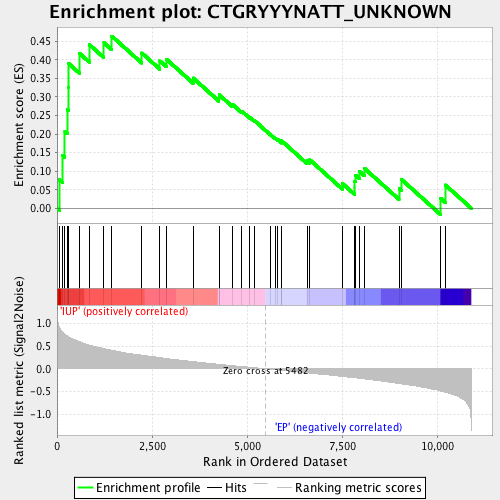 Enrichment plot: CTGRYYYNATT_UNKNOWN
Enrichment score (ES)
0.45
0.40
0.35
0.30
0.25
0.20
0.15
0.10
0.05
0.00
'IUP' (positively correlated)
Ranked list metric (Signal2Noise)
1.0
0.5
0.0
-0.5
-1.0
Zero cross at 5482
'EP' (negatively correlated)
0
2,500
5,000
7,500
10,000
Rank in Ordered Dataset
Enrichment profile
Hits
Ranking metric scores